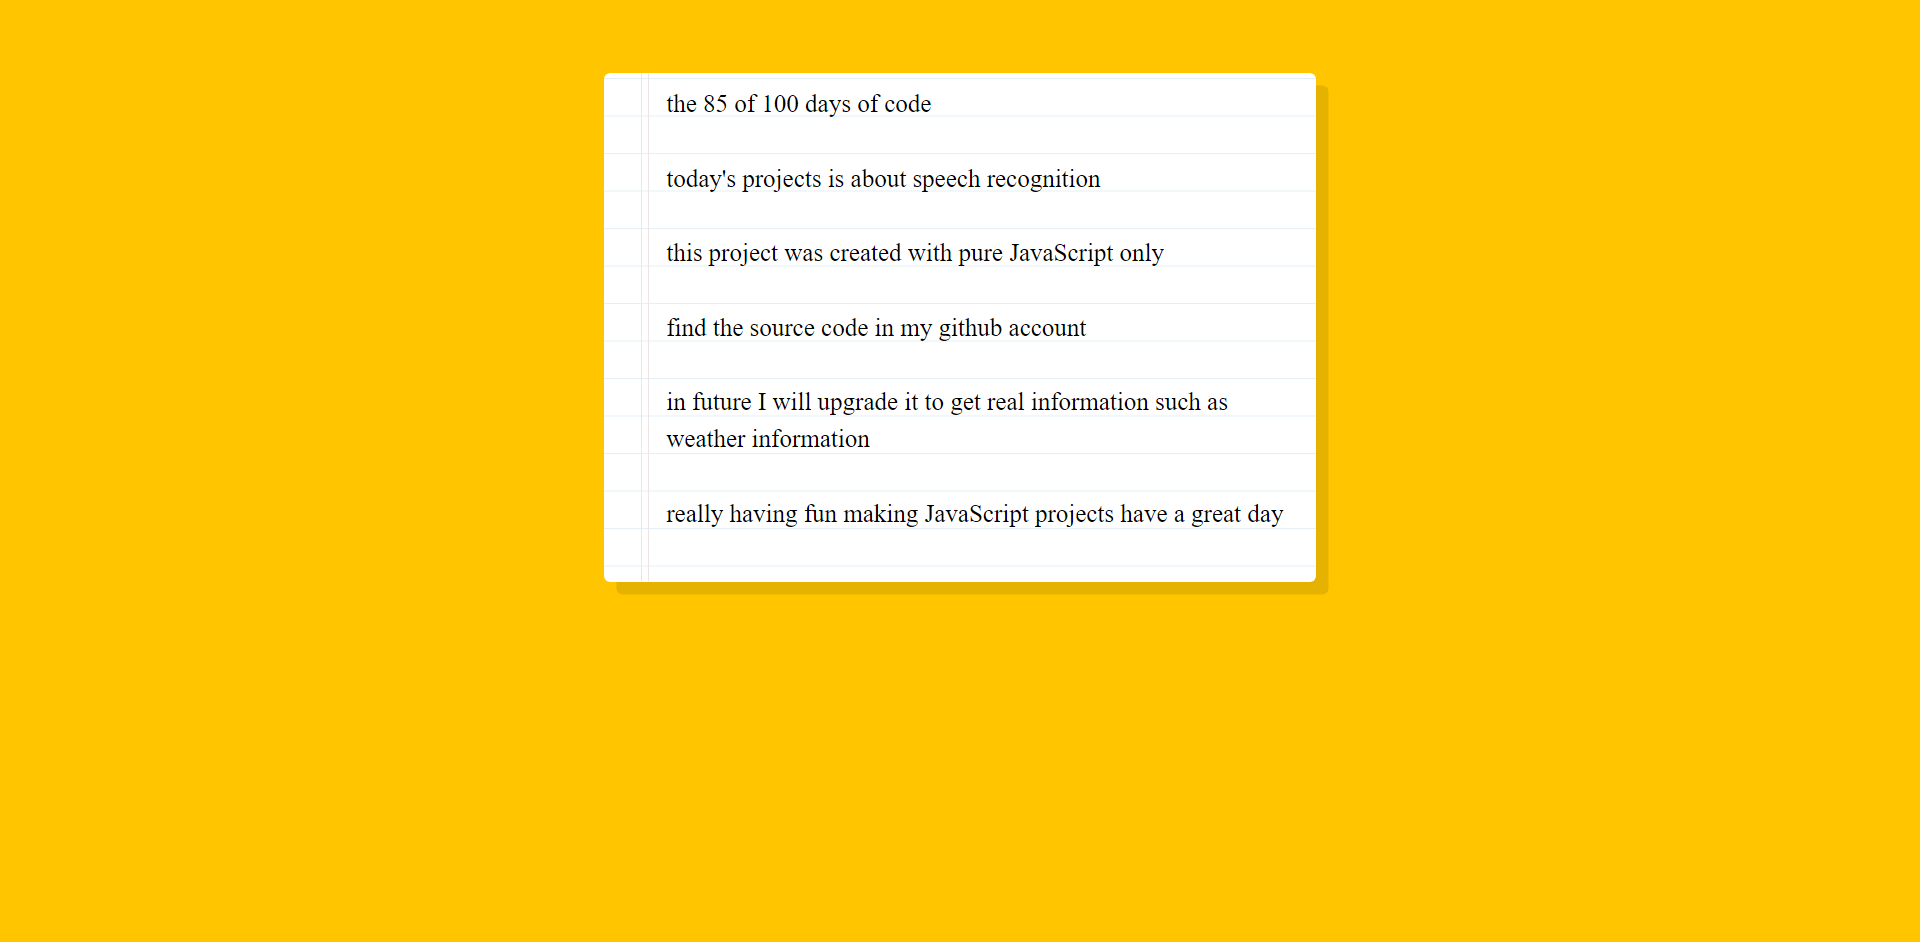 the 85 of 100 days of code
today's projects is about speech recognition
this project was created with pure JavaScript only
find the source code in my github account
in future I will upgrade it to get real information such as
weather information
really having fun making JavaScript projects have a great day